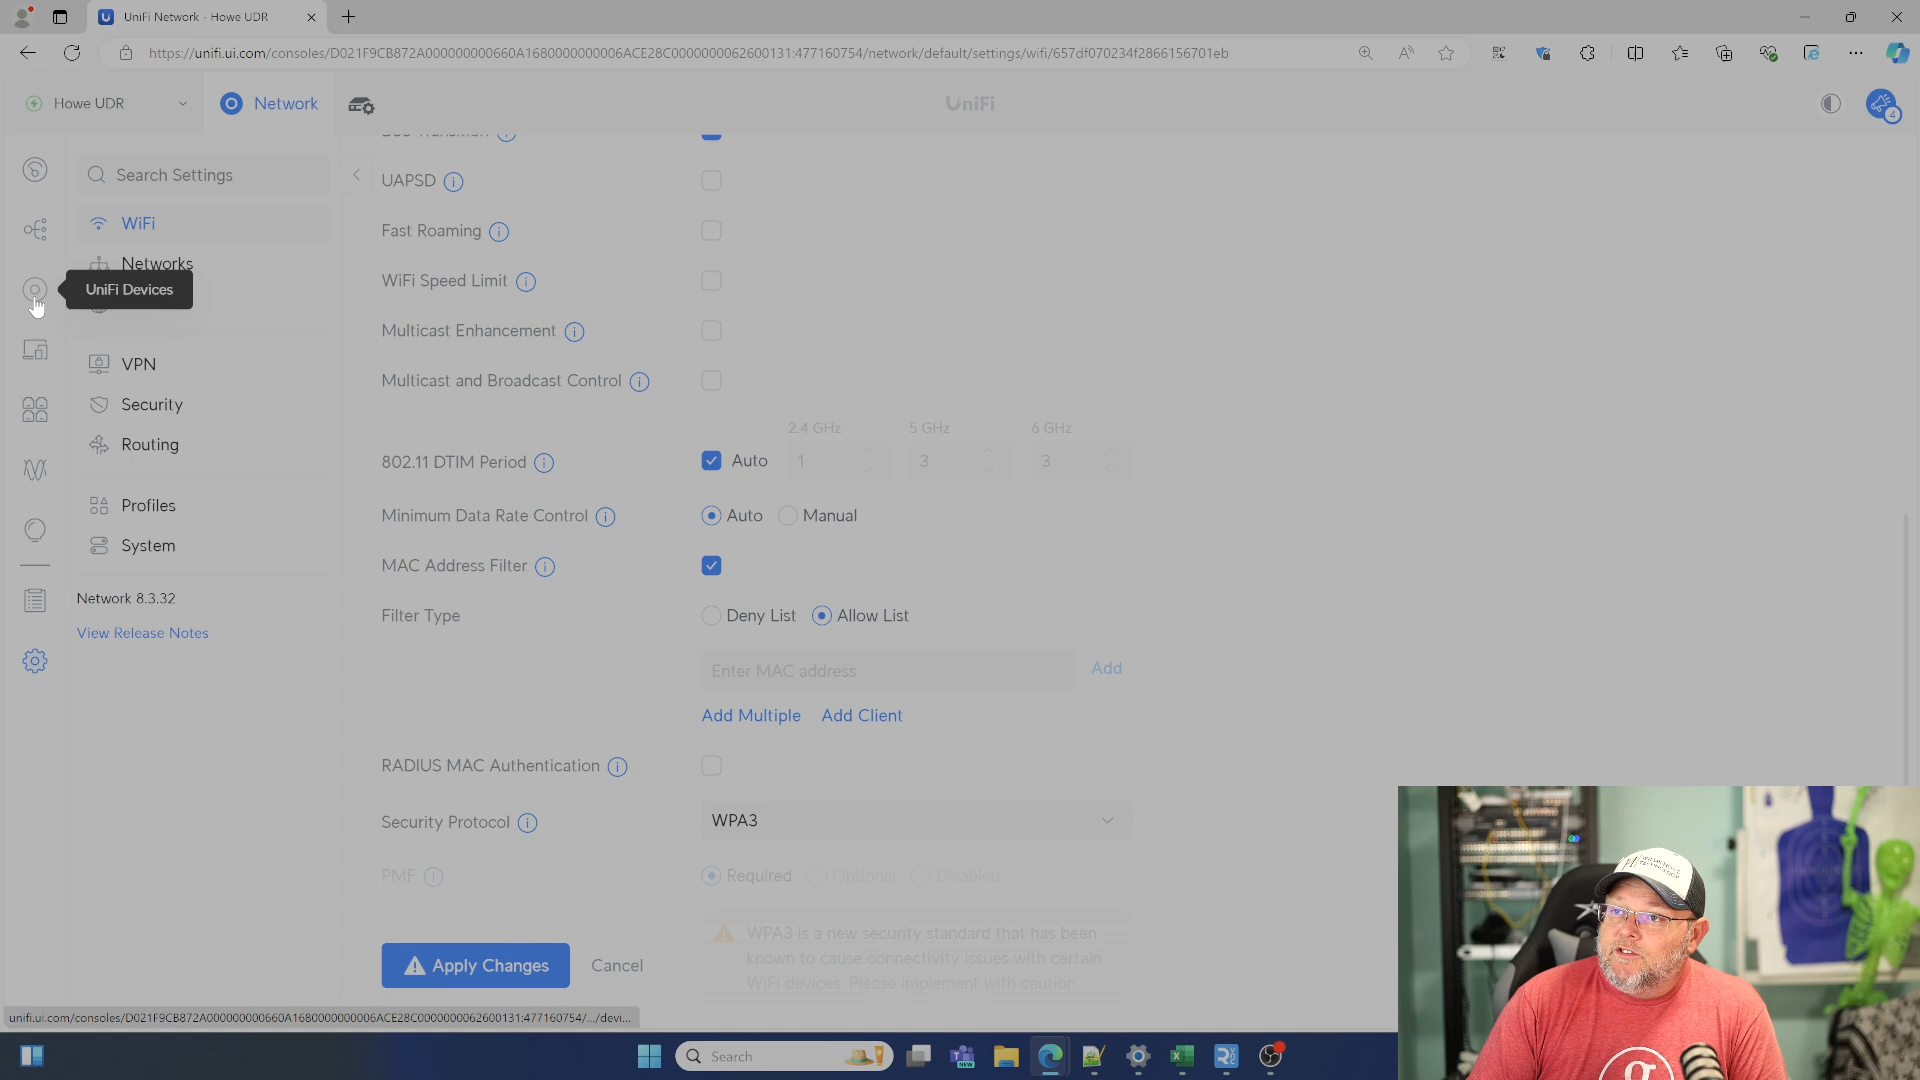 UniFi Network - Howe UDR
https://unifi.ui.com/consoles/D021F9CB872A000000000660A1680000000006ACE28C0000000062600131:477160754/network/default/settings/wifi/657df070234f2866156701eb
Howe UDR
Network
UniFi
4
Search Settings
WiFi
Networks
UniFi Devices
VPN
Security
Routing
Profiles
System
Network 8.3.32
View Release Notes
UAPSD
Fast Roaming
WiFi Speed Limit
Multicast Enhancement
Multicast and Broadcast Control
2.4 GHz 5 GHz 6 GHz
802.11 DTIM Period Auto 1 3 3
Minimum Data Rate Control Auto Manual
MAC Address Filter
Filter Type Deny List Allow List
Enter MAC address Add
Add Multiple Add Client
RADIUS MAC Authentication
Security Protocol WPA3
PMF Required Optional Disabled
WPA3 is a new security standard that has been
known to cause connectivity issues with certain
WiFi devices. Please implement with caution
Apply Changes Cancel
unifi.ui.com/consoles/D021F9CB872A000000000660A1680000000006ACE28C0000000062600131:477160754/.../devi...
Search
NEW